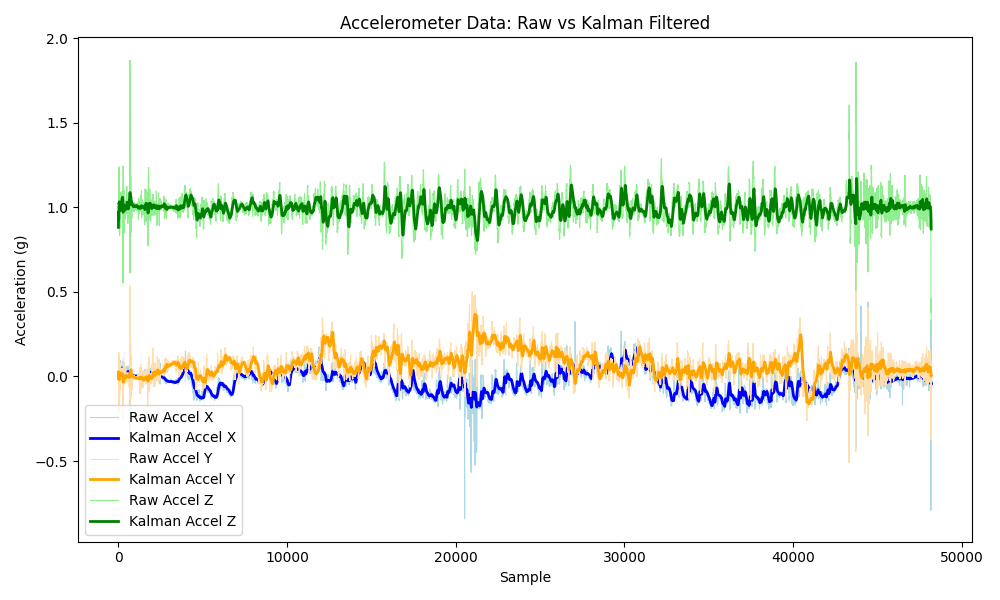 Accelerometer Data: Raw vs Kalman Filtered
2.0
1.5
1.0
0.5
0.0
−0.5
Acceleration (g)
Raw Accel X
Kalman Accel X
Raw Accel Y
Kalman Accel Y
Raw Accel Z
Kalman Accel Z
0 10000 20000 30000 40000 50000
Sample